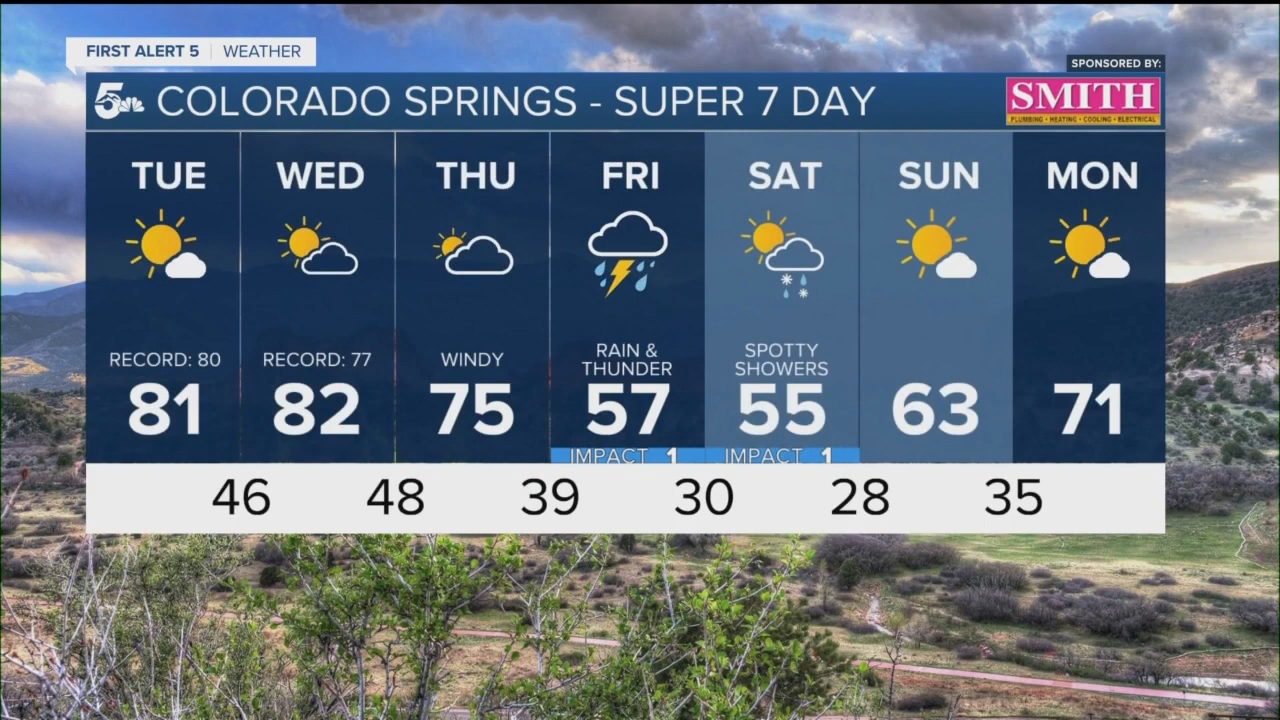 FIRST ALERT 5 | WEATHER
SPONSORED BY:
5 COLORADO SPRINGS - SUPER 7 DAY
SMITH
PLUMBING • HEATING • COOLING • ELECTRICAL
TUE WED THU FRI SAT SUN MON
RECORD: 80 RECORD: 77 WINDY RAIN & THUNDER SPOTTY SHOWERS
81 82 75 57 55 63 71
IMPACT 1 IMPACT 1
46 48 39 30 28 35